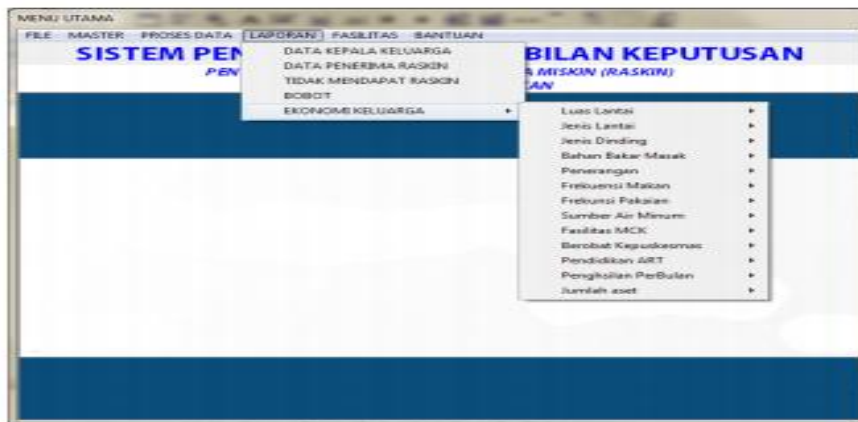 MENU UTAMA
FILE MASTER PROSES DATA LAPORAN FASILITAS BANTUAN
SISTEM PEN BILAN KEPUTUSAN
PEN A MISKIN (RASKIN)
AN
DATA KEPALA KELUARGA
DATA PENERIMA RASKIN
TIDAK MENDAPAT RASKIN
BOBOT
EKONOMI KELUARGA
Luas Lantai
Jenis Lantai
Jenis Dinding
Bahan Bakar Masak
Penerangan
Frekuensi Makan
Frekunsi Pakaian
Sumber Air Minum
Fasilitas MCK
Berobat Kepuskesmas
Pendidikan ART
Penghsilan PerBulan
Jumlah aset